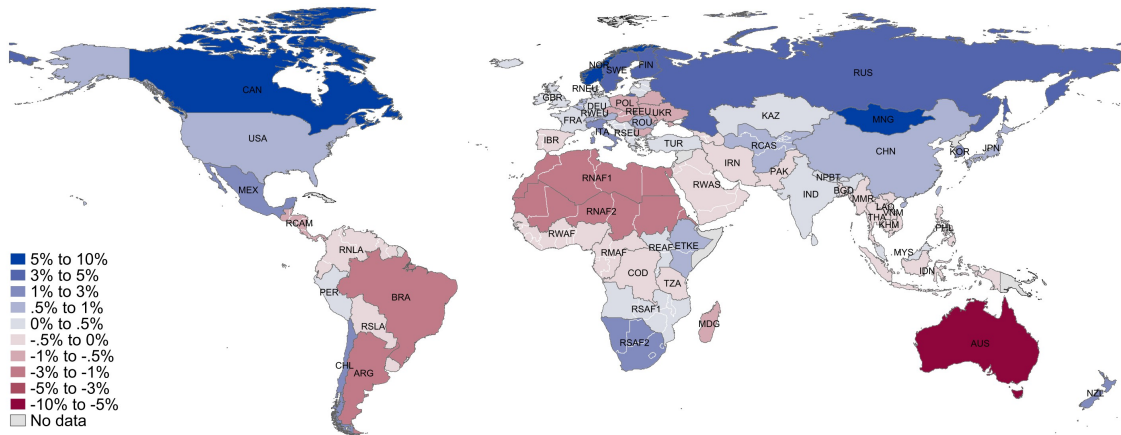 CAN
USA
MEX
RCAM
RNLA
PER
BRA
RSLA
CHL
ARG
NOR
SWE
FIN
RNEU
GBR
DEU
POL
RWEU
REEU
UKR
FRA
ROU
ITA
RSEU
IBR
TUR
RUS
KAZ
MNG
RCAS
CHN
KOR
JPN
IRN
PAK
NPBT
IND
BGD
MMR
LAO
VNM
THA
KHM
PHL
MYS
IDN
RWAS
RNAF1
RNAF2
RWAF
REAF
ETKE
RMAF
COD
TZA
RSAF1
MDG
RSAF2
AUS
NZL
5% to 10%
3% to 5%
1% to 3%
.5% to 1%
0% to .5%
-.5% to 0%
-1% to -.5%
-3% to -1%
-5% to -3%
-10% to -5%
No data